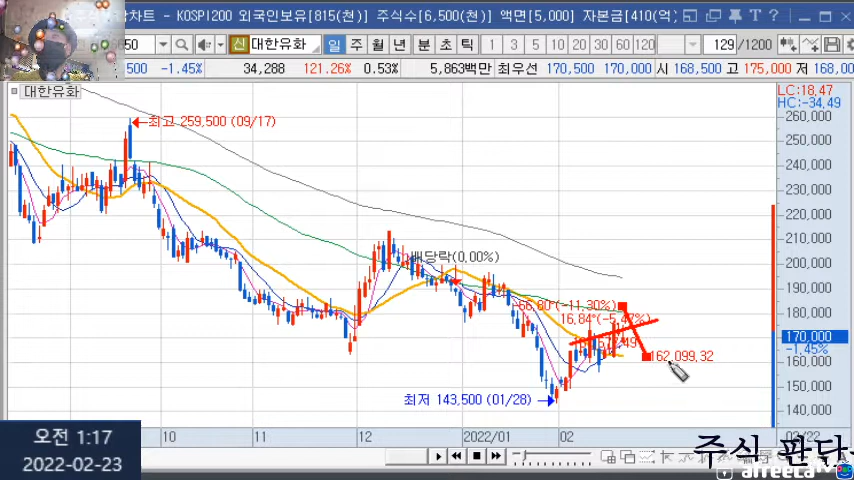 상차트 - KOSPI200 외국인보유[815(천)] 주식수[6,500(천)] 액면[5,000] 자본금[410(억)
650 신 대한유화 일 주 월 년 분 초 틱 1 3 5 10 20 30 60 120 129 /1200
500 -1.45% 34,288 121.26% 0.53% 5,863백만 최우선 170,500 170,000 시 168,500 고 175,000 저 168,00
대한유화
LC:18,47
HC:-34,49
최고 259,500 (09/17)
260,000
250,000
240,000
230,000
220,000
210,000
배당락(0,00%)
200,000
190,000
-66,80°(-11,30%)
16,84°(-5,47%)
180,000
170,000
-1.45%
162,099,32
160,000
150,000
최저 143,500 (01/28)
140,000
10 11 12 2022/01 02 02/22
오전 1:17
2022-02-23
주식 판단
afreeca